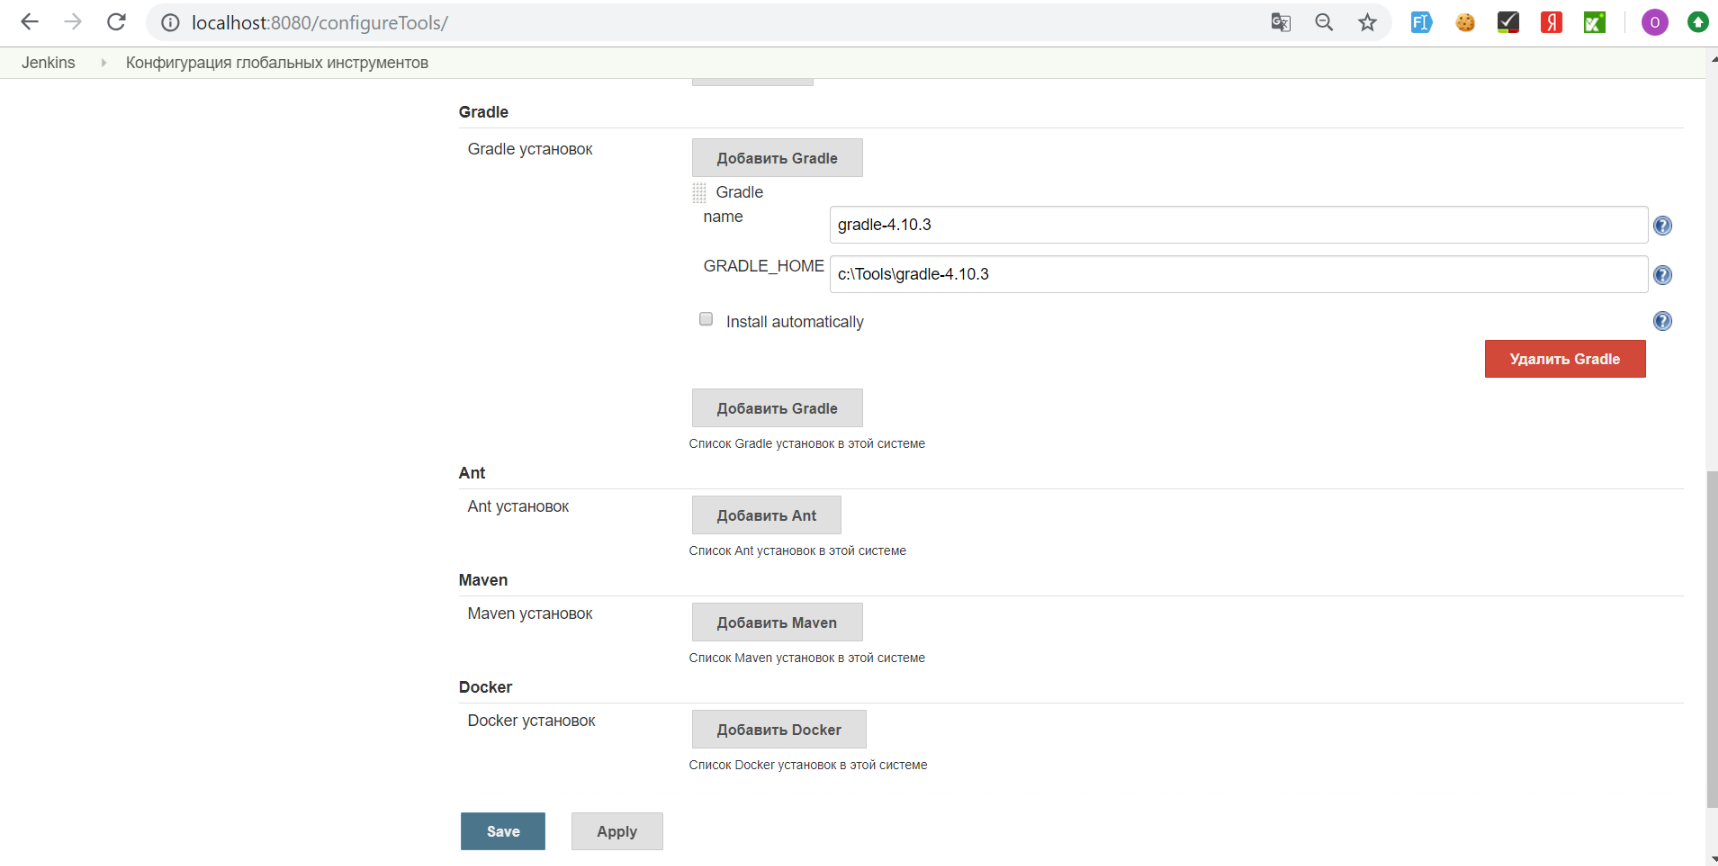 localhost:8080/configureTools/
O
Jenkins Конфигурация глобальных инструментов
Gradle
Gradle установок
Добавить Gradle
Gradle
name
gradle-4.10.3
GRADLE_HOME
c:\Tools\gradle-4.10.3
Install automatically
Удалить Gradle
Добавить Gradle
Список Gradle установок в этой системе
Ant
Ant установок
Добавить Ant
Список Ant установок в этой системе
Maven
Maven установок
Добавить Maven
Список Maven установок в этой системе
Docker
Docker установок
Добавить Docker
Список Docker установок в этой системе
Save
Apply